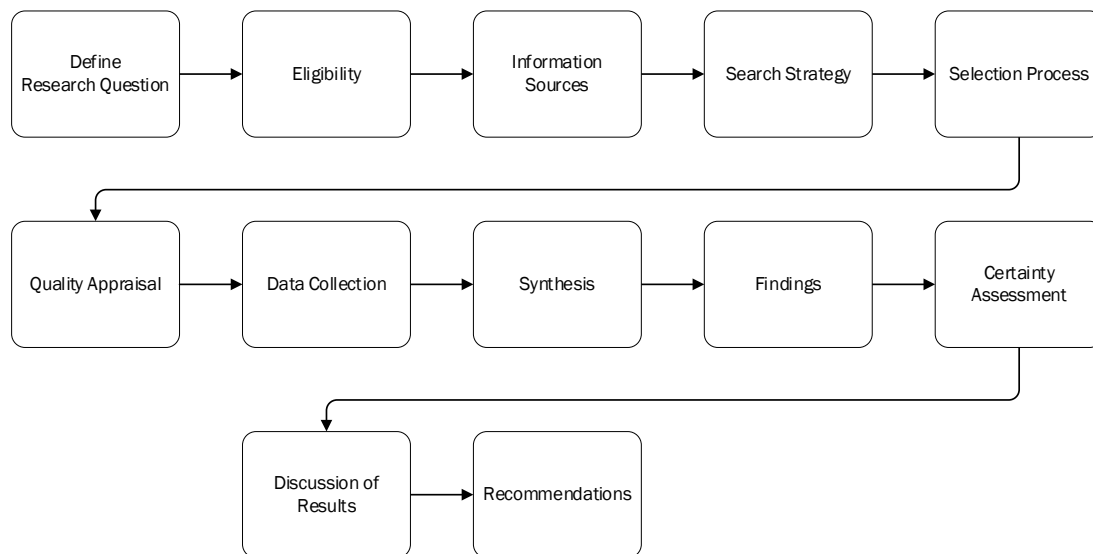 Define
Research Question
Eligibility
Information
Sources
Search Strategy
Selection Process
Quality Appraisal
Data Collection
Synthesis
Findings
Certainty
Assessment
Discussion of
Results
Recommendations